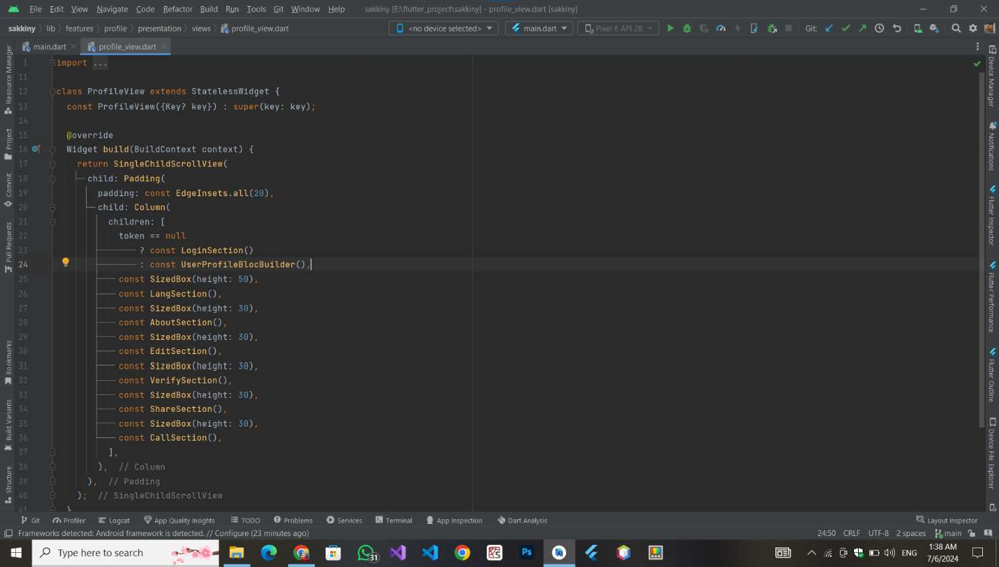 File Edit View Navigate Code Refactor Build Run Tools Git Window Help sakkiny [E:\flutter_project\sakkiny] - profile_view.dart [sakkiny]
sakkiny lib features profile presentation views profile_view.dart <no device selected> main.dart Pixel 6 API 28 Git:
main.dart profile_view.dart
Resource Manager
Project
Commit
Pull Requests
Bookmarks
Build Variants
Structure
1 import ...
11
12 class ProfileView extends StatelessWidget {
13 const ProfileView({Key? key}) : super(key: key);
14
15 @override
16 Widget build(BuildContext context) {
17 return SingleChildScrollView(
18 child: Padding(
19 padding: const EdgeInsets.all(20),
20 child: Column(
21 children: [
22 token == null
23 ? const LoginSection()
24 : const UserProfileBlocBuilder(),
25 const SizedBox(height: 50),
26 const LangSection(),
27 const SizedBox(height: 30),
28 const AboutSection(),
29 const SizedBox(height: 30),
30 const EditSection(),
31 const SizedBox(height: 30),
32 const VerifySection(),
33 const SizedBox(height: 30),
34 const ShareSection(),
35 const SizedBox(height: 30),
36 const CallSection(),
37 ],
38 ), // Column
39 ), // Padding
40 ); // SingleChildScrollView
41 }
Device Manager
Notifications
Flutter Inspector
Flutter Performance
Flutter Outline
Device File Explorer
Git Profiler Logcat App Quality Insights TODO Problems Services Terminal App Inspection Dart Analysis Layout Inspector
Frameworks detected: Android framework is detected. // Configure (23 minutes ago) 24:50 CRLF UTF-8 2 spaces main
Type here to search 31 Ps ENG 1:38 AM
7/6/2024